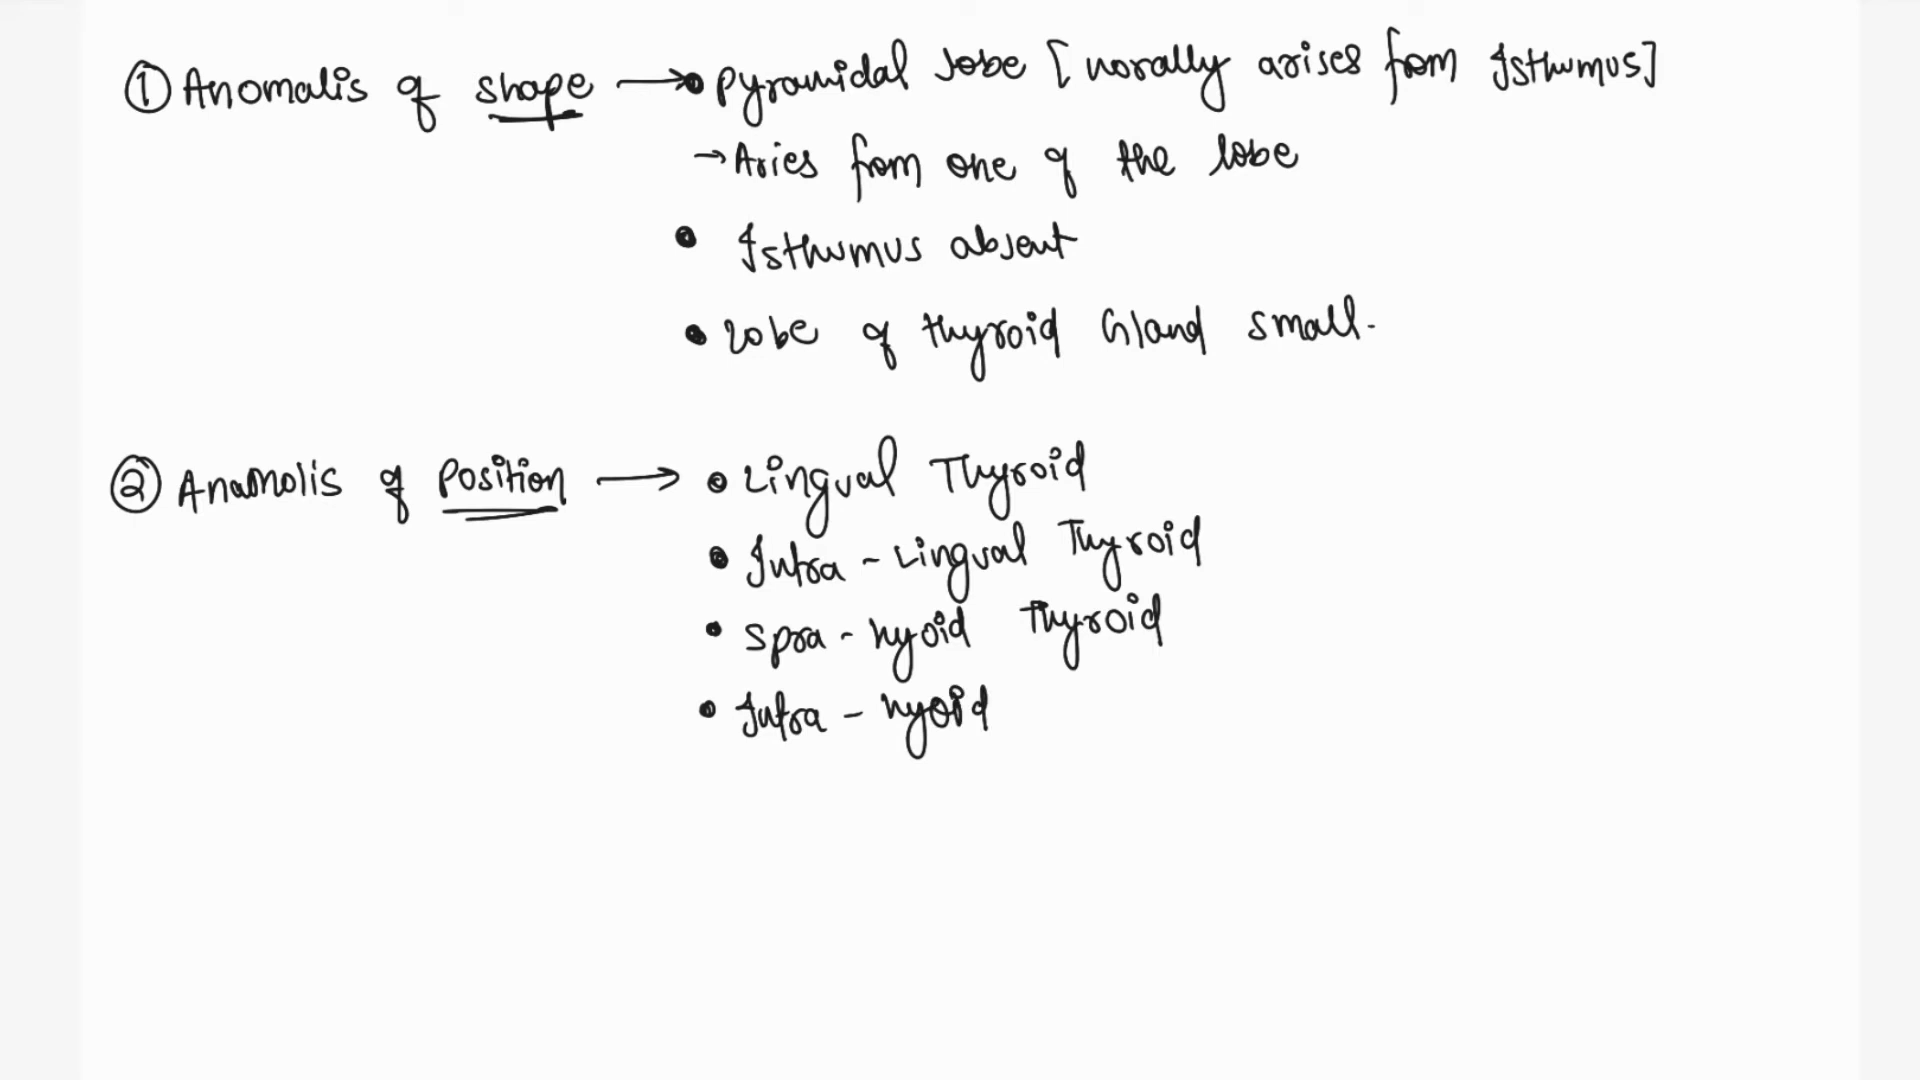 ① Anomalis of shape → • Pyramidal lobe [norally arises from Isthumus]
→ Aries from one of the lobe
• Isthumus absent
• Lobe of thyroid Gland small.
② Anamolis of Position → • Lingual Thyroid
• Intra - Lingual Thyroid
• Spra - hyoid Thyroid
• Infra - hyoid